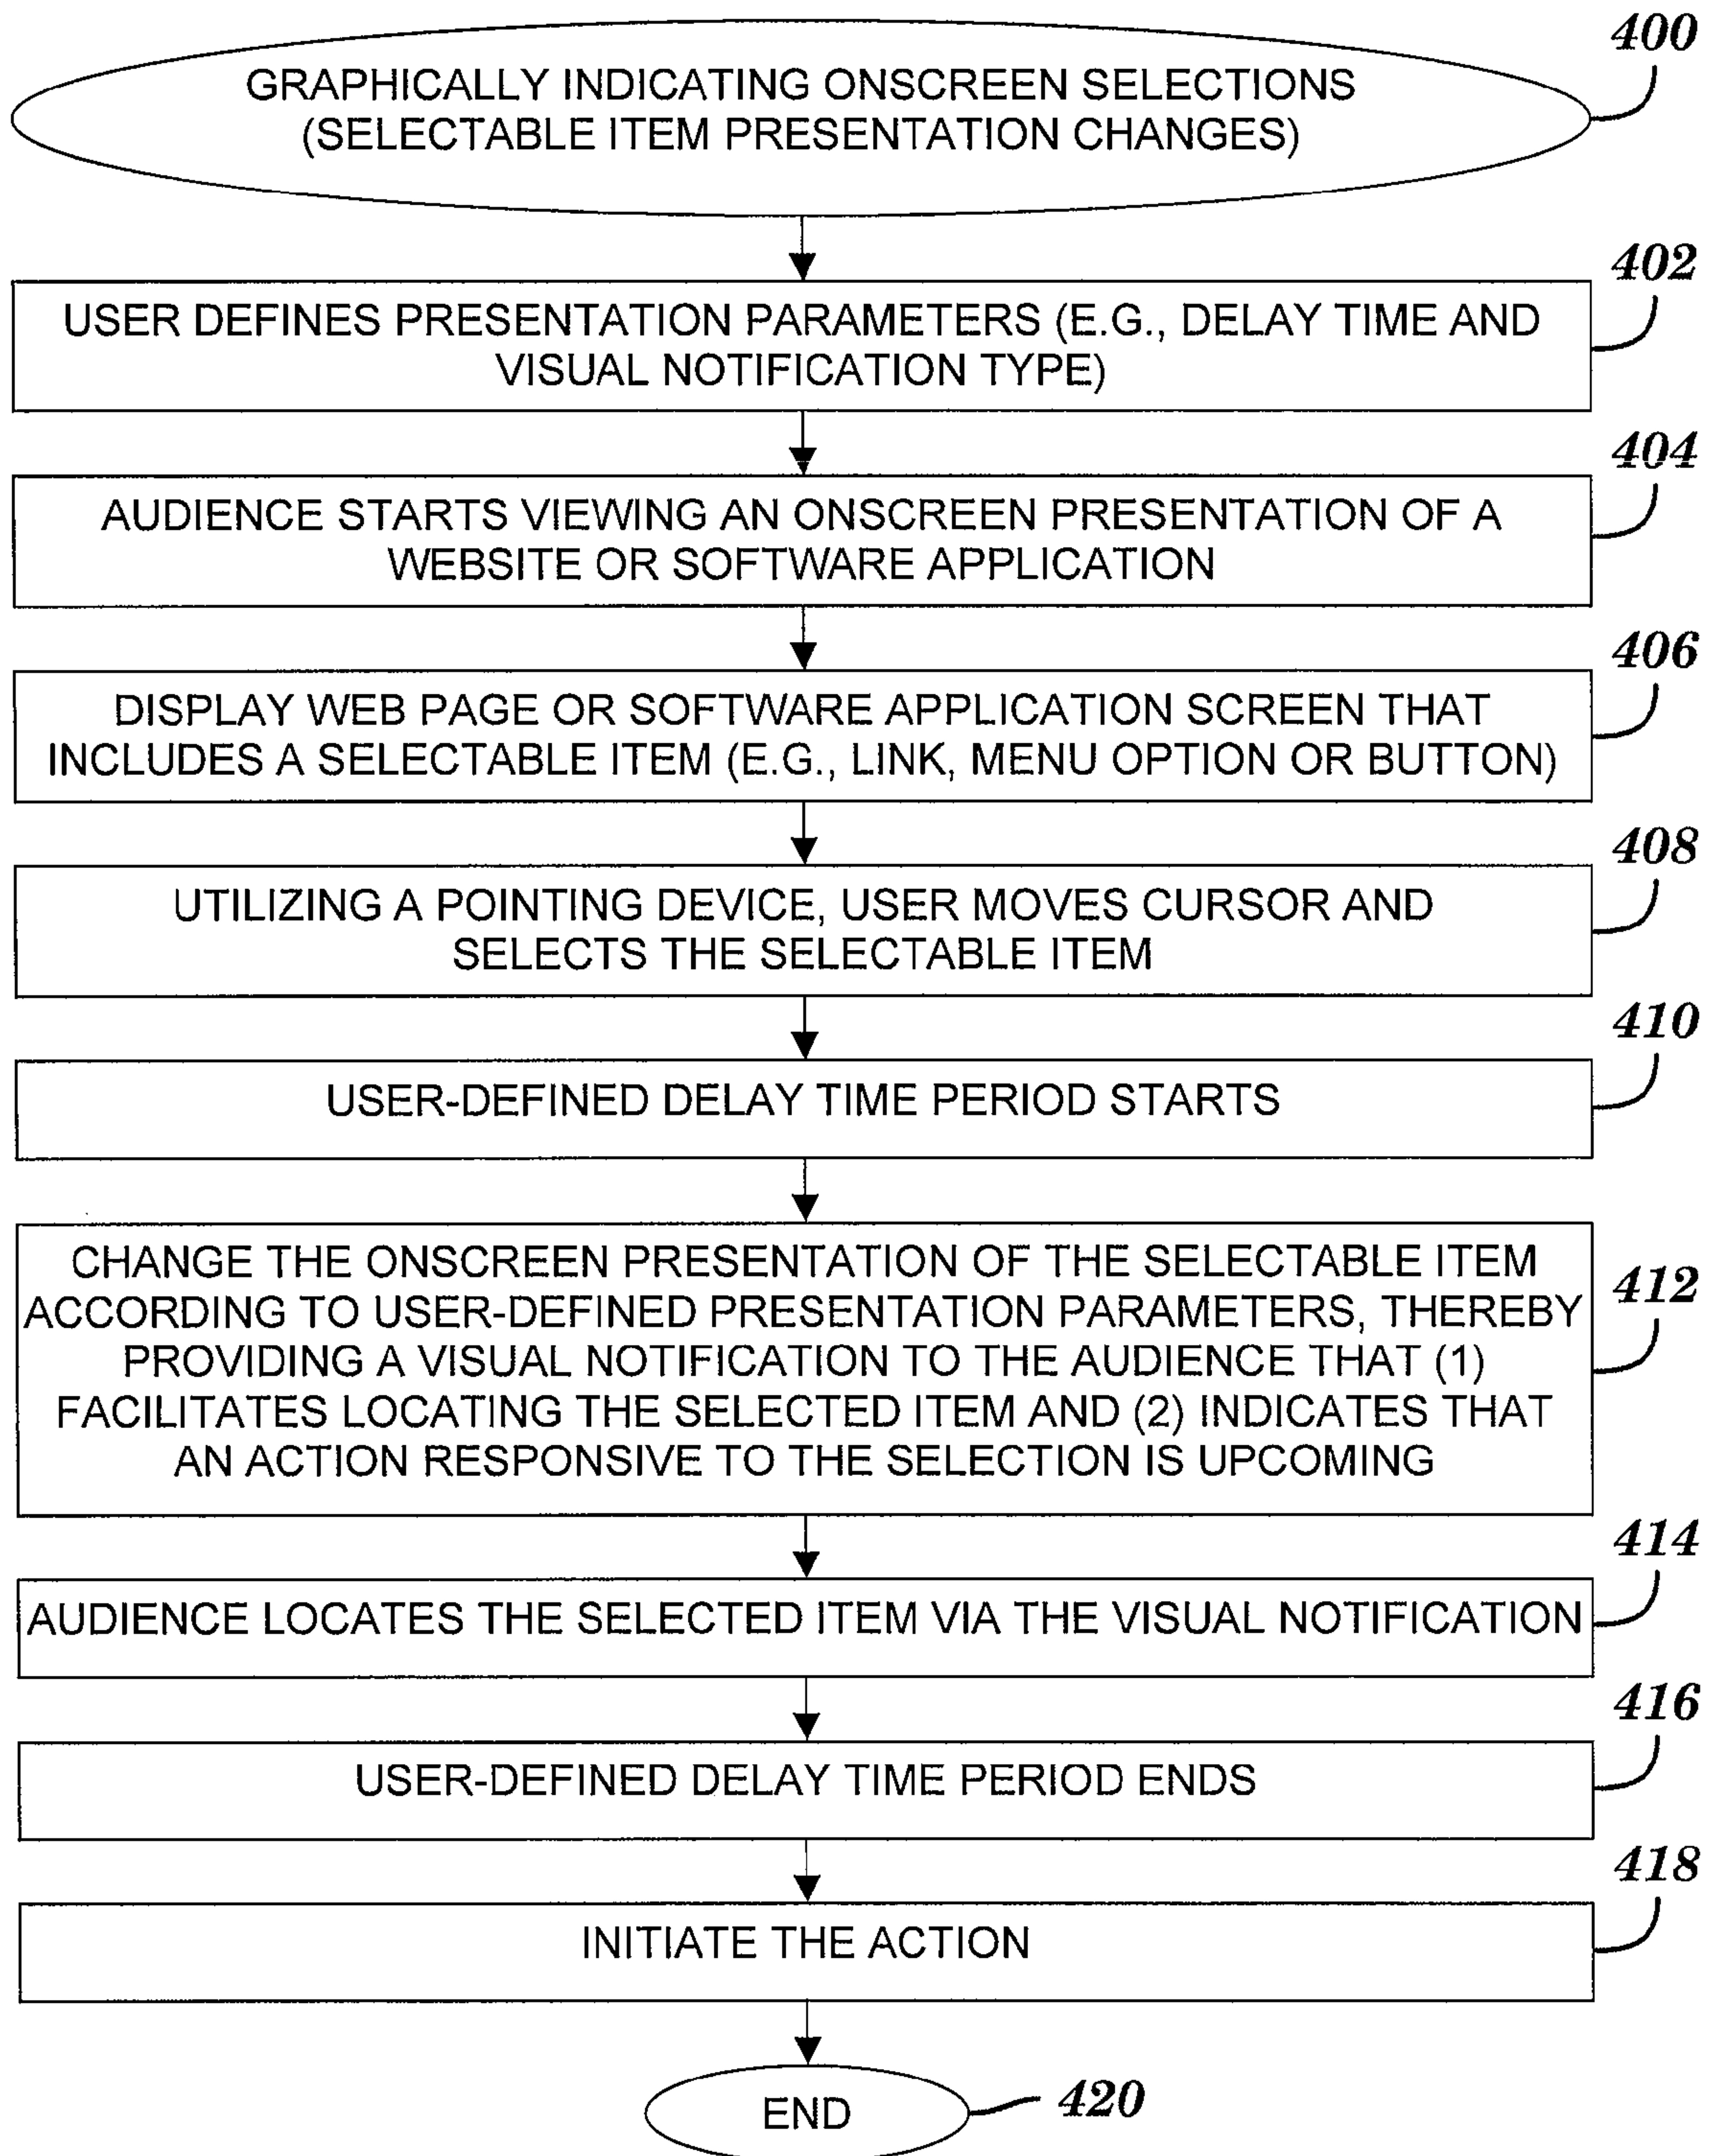 400
GRAPHICALLY INDICATING ONSCREEN SELECTIONS
(SELECTABLE ITEM PRESENTATION CHANGES)
402
USER DEFINES PRESENTATION PARAMETERS (E.G., DELAY TIME AND
VISUAL NOTIFICATION TYPE)
404
AUDIENCE STARTS VIEWING AN ONSCREEN PRESENTATION OF A
WEBSITE OR SOFTWARE APPLICATION
406
DISPLAY WEB PAGE OR SOFTWARE APPLICATION SCREEN THAT
INCLUDES A SELECTABLE ITEM (E.G., LINK, MENU OPTION OR BUTTON)
408
UTILIZING A POINTING DEVICE, USER MOVES CURSOR AND
SELECTS THE SELECTABLE ITEM
410
USER-DEFINED DELAY TIME PERIOD STARTS
412
CHANGE THE ONSCREEN PRESENTATION OF THE SELECTABLE ITEM
ACCORDING TO USER-DEFINED PRESENTATION PARAMETERS, THEREBY
PROVIDING A VISUAL NOTIFICATION TO THE AUDIENCE THAT (1)
FACILITATES LOCATING THE SELECTED ITEM AND (2) INDICATES THAT
AN ACTION RESPONSIVE TO THE SELECTION IS UPCOMING
414
AUDIENCE LOCATES THE SELECTED ITEM VIA THE VISUAL NOTIFICATION
416
USER-DEFINED DELAY TIME PERIOD ENDS
418
INITIATE THE ACTION
END
420